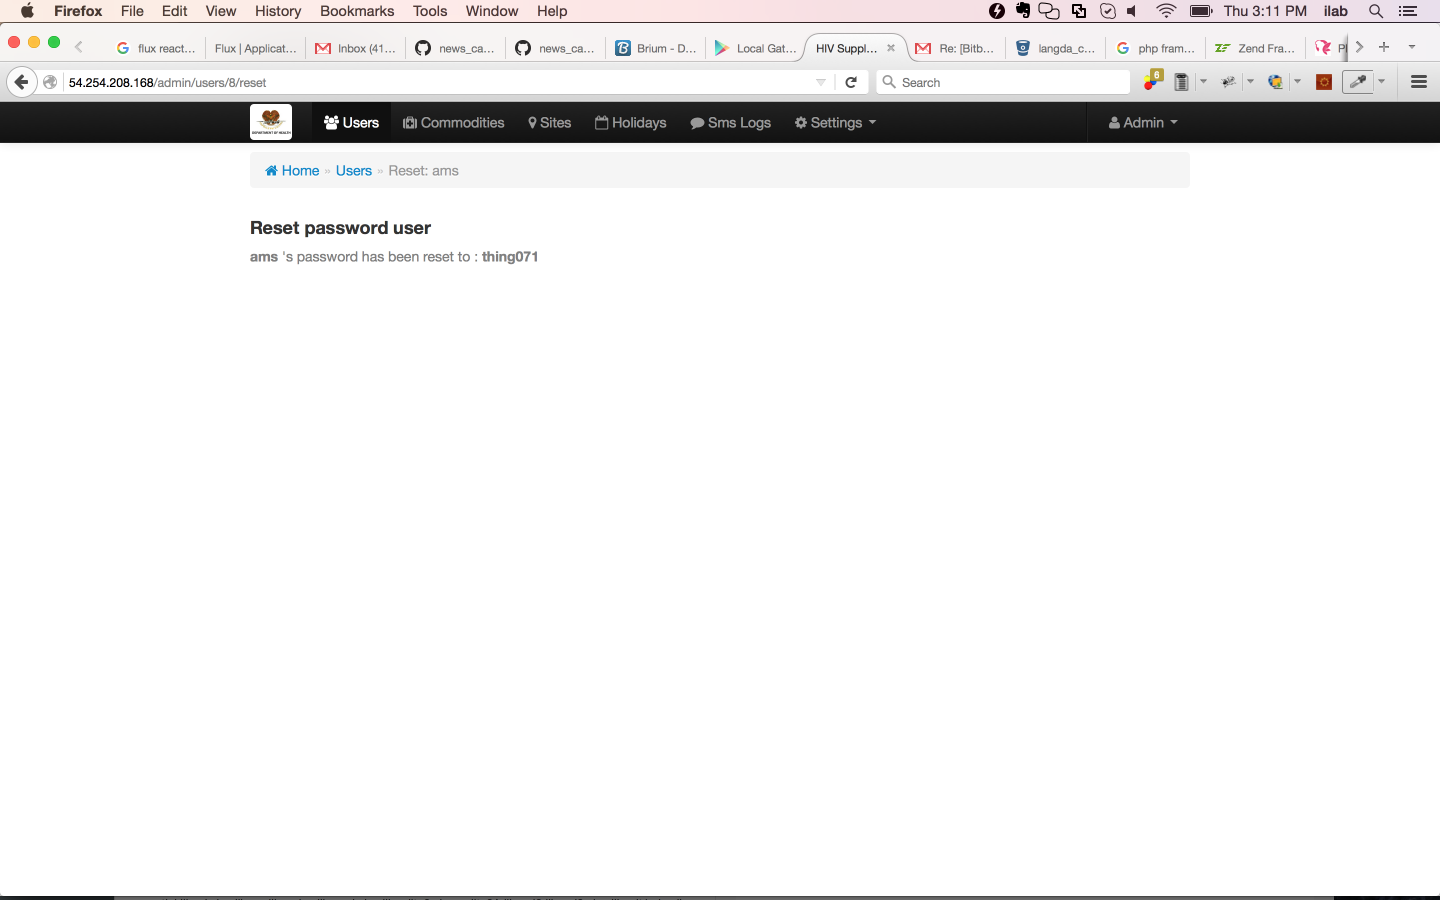 Firefox File Edit View History Bookmarks Tools Window Help Thu 3:11 PM ilab
flux react... Flux | Applicat... Inbox (41... news_ca... news_ca... Brium - D... Local Gat... HIV Suppl... Re: [Bitb... langda_c... php fram... Zend Fra...
54.254.208.168/admin/users/8/reset Search 6
DEPARTMENT OF HEALTH Users Commodities Sites Holidays Sms Logs Settings Admin
Home » Users » Reset: ams
Reset password user
ams 's password has been reset to : thing071